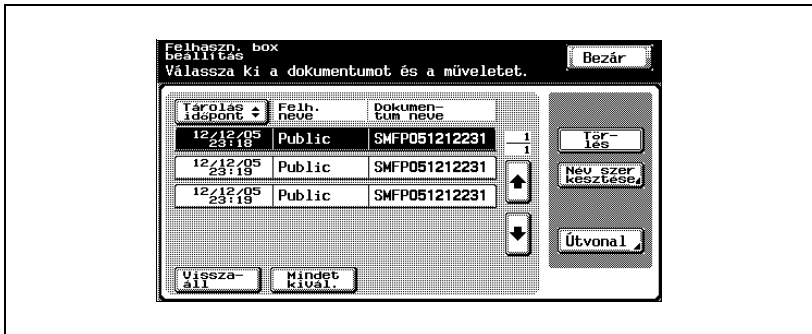 Felhaszn. box
beállítás
Bezár
Válassza ki a dokumentumot és a müveletet.
Tárolás
időpont
Felh.
neve
Dokumen-
tum neve
12/12/05
23:18
Public
SMFP051212231
1
1
Tör-
lés
12/12/05
23:19
Public
SMFP051212231
Név szer
kesztése
12/12/05
23:19
Public
SMFP051212231
Útvonal
Vissza-
áll
Mindet
kivál.